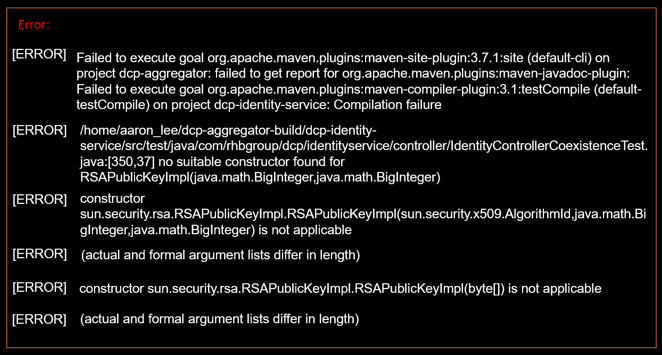 Error:
[ERROR] Failed to execute goal org.apache.maven.plugins:maven-site-plugin:3.7.1:site (default-cli) on
project dcp-aggregator: failed to get report for org.apache.maven.plugins:maven-javadoc-plugin:
Failed to execute goal org.apache.maven.plugins:maven-compiler-plugin:3.1:testCompile (default-
testCompile) on project dcp-identity-service: Compilation failure
[ERROR] /home/aaron_lee/dcp-aggregator-build/dcp-identity-
service/src/test/java/com/rhbgroup/dcp/identityservice/controller/IdentityControllerCoexistenceTest.
java:[350,37] no suitable constructor found for
RSAPublicKeyImpl(java.math.BigInteger,java.math.BigInteger)
[ERROR] constructor
sun.security.rsa.RSAPublicKeyImpl.RSAPublicKeyImpl(sun.security.x509.AlgorithmId,java.math.Bi
gInteger,java.math.BigInteger) is not applicable
[ERROR] (actual and formal argument lists differ in length)
[ERROR] constructor sun.security.rsa.RSAPublicKeyImpl.RSAPublicKeyImpl(byte[]) is not applicable
[ERROR] (actual and formal argument lists differ in length)